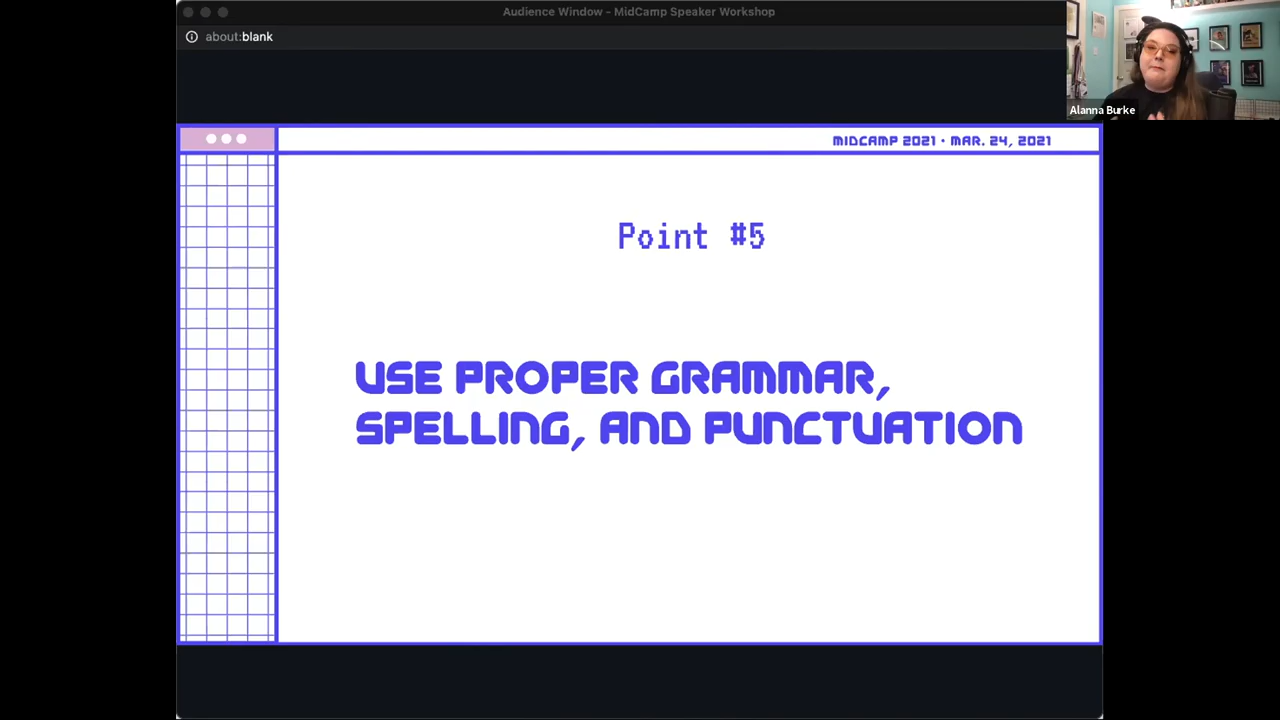 Audience Window – MidCamp Speaker Workshop
about:blank
Alanna Burke
MIDCAMP 2021 • MAR. 24, 2021
Point #5
USE PROPER GRAMMAR,
SPELLING, AND PUNCTUATION